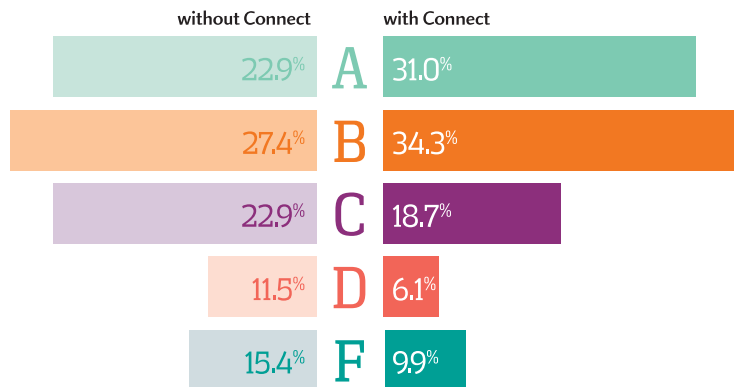 without Connect with Connect
22.9% A 31.0%
27.4% B 34.3%
22.9% C 18.7%
11.5% D 6.1%
15.4% F 9.9%